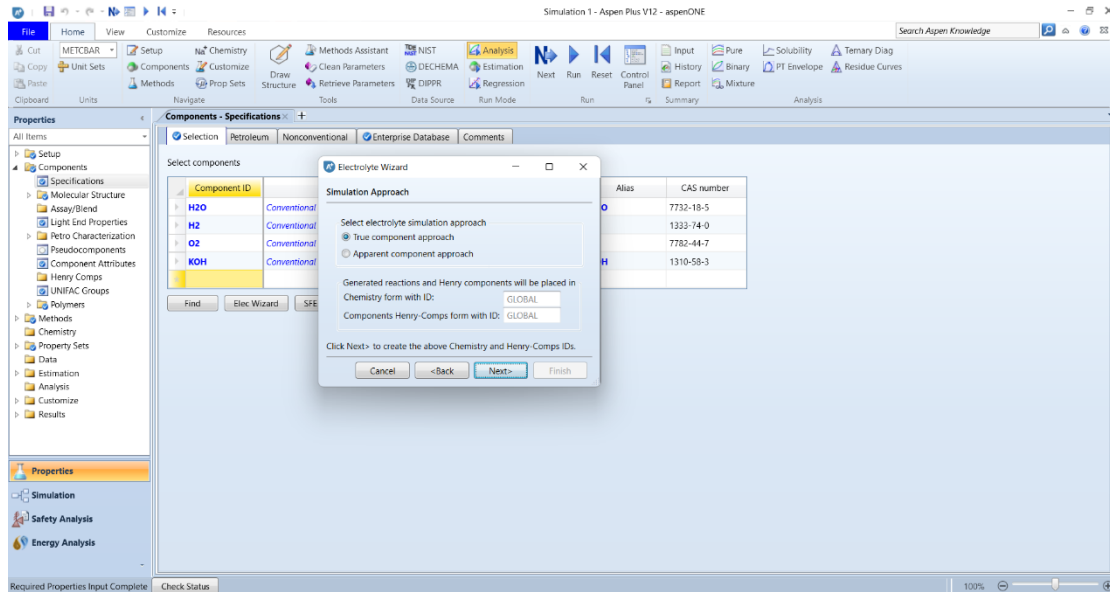 Simulation 1 - Aspen Plus V12 - aspenONE
File Home View Customize Resources Search Aspen Knowledge
Cut METCBAR Setup Na+ Chemistry Methods Assistant NIST Analysis Input Pure Solubility Ternary Diag
Copy Unit Sets Components Customize Clean Parameters DECHEMA Estimation History Binary PT Envelope Residue Curves
Paste Methods Prop Sets Draw Structure Retrieve Parameters DIPPR Regression Next Run Reset Control Panel Report Mixture
Clipboard Units Navigate Tools Data Source Run Mode Run Summary Analysis
Properties
All Items
Setup
Components
Specifications
Molecular Structure
Assay/Blend
Light End Properties
Petro Characterization
Pseudocomponents
Component Attributes
Henry Comps
UNIFAC Groups
Polymers
Methods
Chemistry
Property Sets
Data
Estimation
Analysis
Customize
Results
Properties
Simulation
Safety Analysis
Energy Analysis
Components - Specifications × +
Selection Petroleum Nonconventional Enterprise Database Comments
Select components
Component ID Alias CAS number
H2O Conventional O 7732-18-5
H2 Conventional 1333-74-0
O2 Conventional 7782-44-7
KOH Conventional H 1310-58-3
Find Elec Wizard SFE
Electrolyte Wizard
Simulation Approach
Select electrolyte simulation approach
True component approach
Apparent component approach
Generated reactions and Henry components will be placed in
Chemistry form with ID: GLOBAL
Components Henry-Comps form with ID: GLOBAL
Click Next> to create the above Chemistry and Henry-Comps IDs.
Cancel <Back Next> Finish
Required Properties Input Complete Check Status 100%